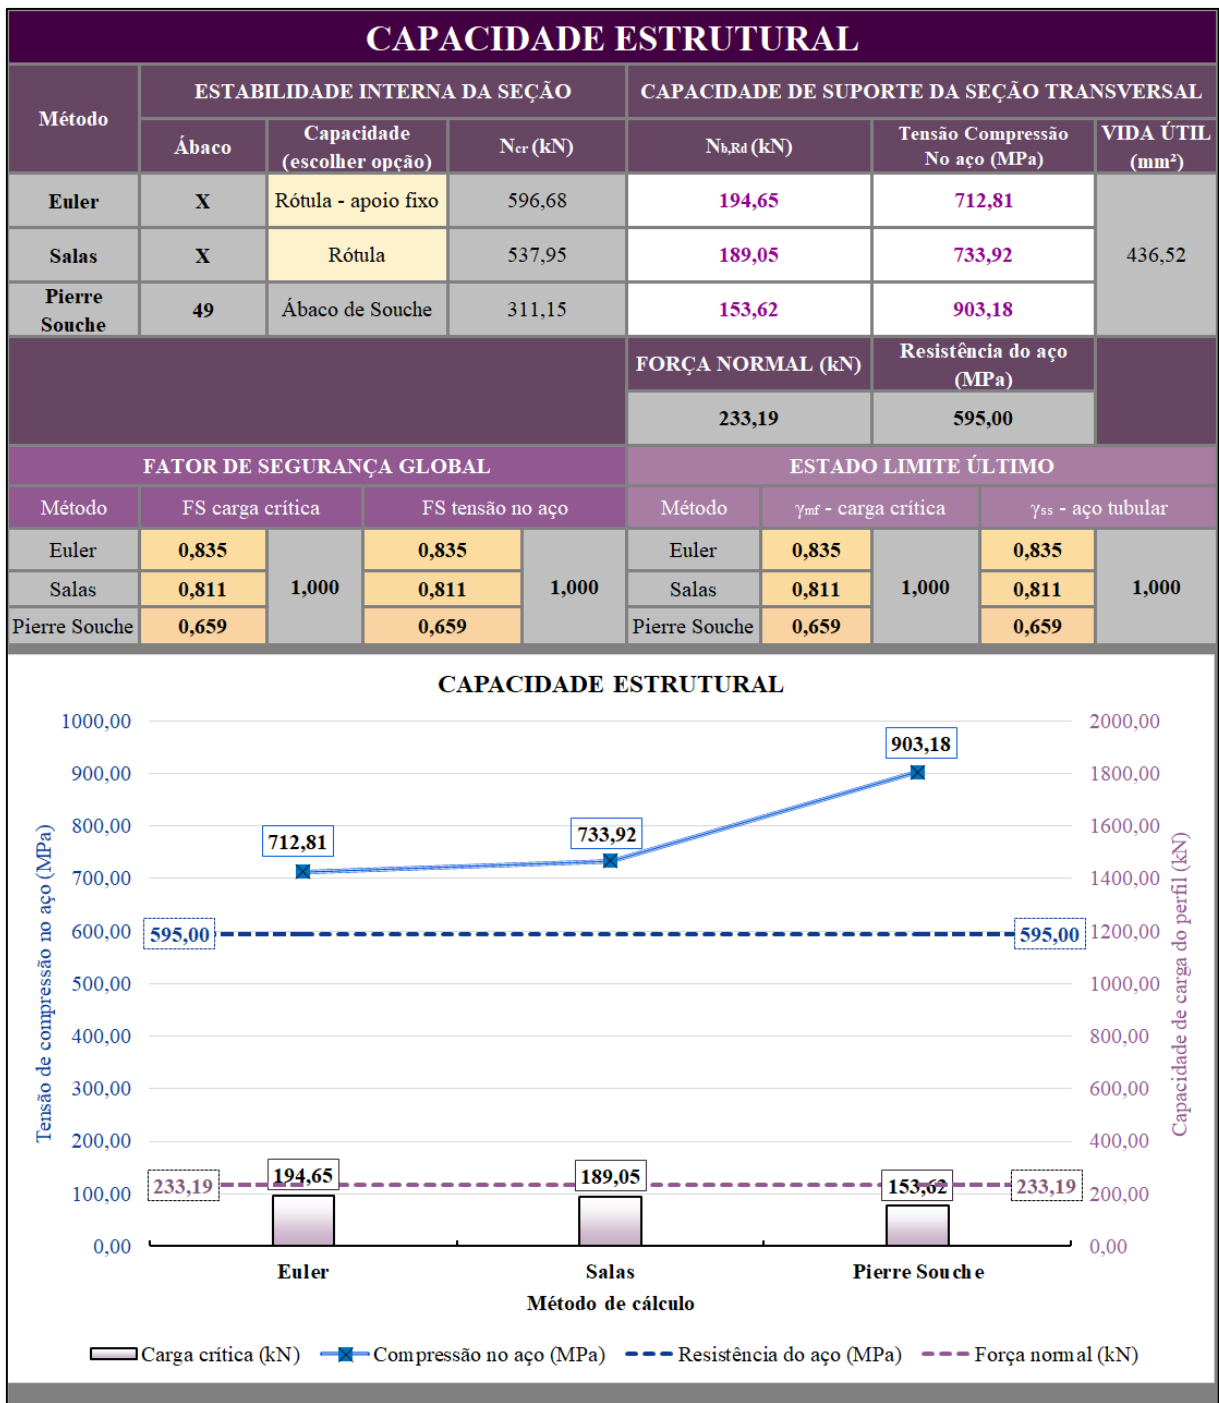 CAPACIDADE ESTRUTURAL
Método
ESTABILIDADE INTERNA DA SEÇÃO
CAPACIDADE DE SUPORTE DA SEÇÃO TRANSVERSAL
Ábaco
Capacidade
(escolher opção)
Ncr (kN)
Nb,Rd (kN)
Tensão Compressão
No aço (MPa)
VIDA ÚTIL
(mm²)
Euler X Rótula - apoio fixo 596,68 194,65 712,81
Salas X Rótula 537,95 189,05 733,92 436,52
Pierre
Souche
49 Ábaco de Souche 311,15 153,62 903,18
FORÇA NORMAL (kN)
Resistência do aço
(MPa)
233,19 595,00
FATOR DE SEGURANÇA GLOBAL
ESTADO LIMITE ÚLTIMO
Método FS carga crítica FS tensão no aço Método γmf - carga crítica γss - aço tubular
Euler 0,835 0,835 Euler 0,835 0,835
Salas 0,811 1,000 0,811 1,000 Salas 0,811 1,000 0,811 1,000
Pierre Souche 0,659 0,659 Pierre Souche 0,659 0,659
CAPACIDADE ESTRUTURAL
Tensão de compressão no aço (MPa)
1000,00
900,00
800,00
700,00
600,00
500,00
400,00
300,00
200,00
100,00
0,00
712,81
733,92
903,18
595,00
595,00
233,19
194,65
189,05
153,62
233,19
2000,00
1800,00
1600,00
1400,00
1200,00
1000,00
800,00
600,00
400,00
200,00
0,00
Capacidade de carga do perfil (kN)
Euler Salas Pierre Souche
Método de cálculo
Carga crítica (kN) Compressão no aço (MPa) Resistência do aço (MPa) Força normal (kN)